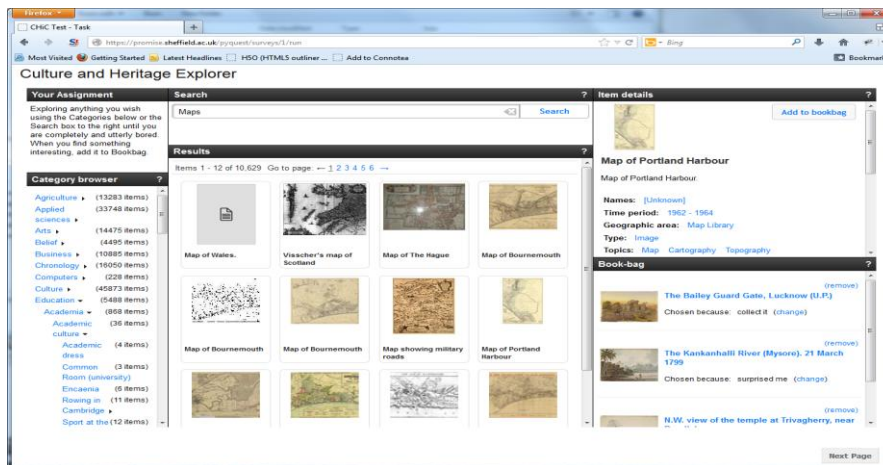 Firefox
CHiC Test - Task
https://promise.sheffield.ac.uk/pyquest/surveys/1/run
Bing
Most Visited Getting Started Latest Headlines H5O (HTML5 outliner ... Add to Connotea
Bookmark
Culture and Heritage Explorer
Your Assignment
Exploring anything you wish
using the Categories below or the
Search box to the right until you
are completely and utterly bored.
When you find something
interesting, add it to Bookbag.
Category browser ?
Agriculture (13283 items)
Applied (33748 items)
sciences
Arts (14475 items)
Belief (4495 items)
Business (10885 items)
Chronology (16050 items)
Computers (228 items)
Culture (45873 items)
Education (5488 items)
Academia (868 items)
Academic (36 items)
culture
Academic (4 items)
dress
Common (3 items)
Room (university)
Encaenia (6 items)
Rowing in (11 items)
Cambridge
Sport at the (12 items)
Search ?
Maps
Search
Results ?
Items 1 - 12 of 10,629 Go to page: ← 1 2 3 4 5 6 →
Map of Wales.
Visscher's map of
Scotland
Map of The Hague
Map of Bournemouth
Map of Bournemouth
Map of Bournemouth
Map showing military
roads
Map of Portland
Harbour
Item details ?
Add to bookbag
Map of Portland Harbour
Map of Portland Harbour.
Names: [Unknown]
Time period: 1962 - 1964
Geographic area: Map Library
Type: Image
Topics: Map Cartography Topography
Book-bag ?
(remove)
The Bailey Guard Gate, Lucknow (U.P.)
Chosen because: collect it (change)
(remove)
The Kankanhalli River (Mysore). 21 March
1799
Chosen because: surprised me (change)
(remove)
N.W. view of the temple at Trivagherry, near
Next Page